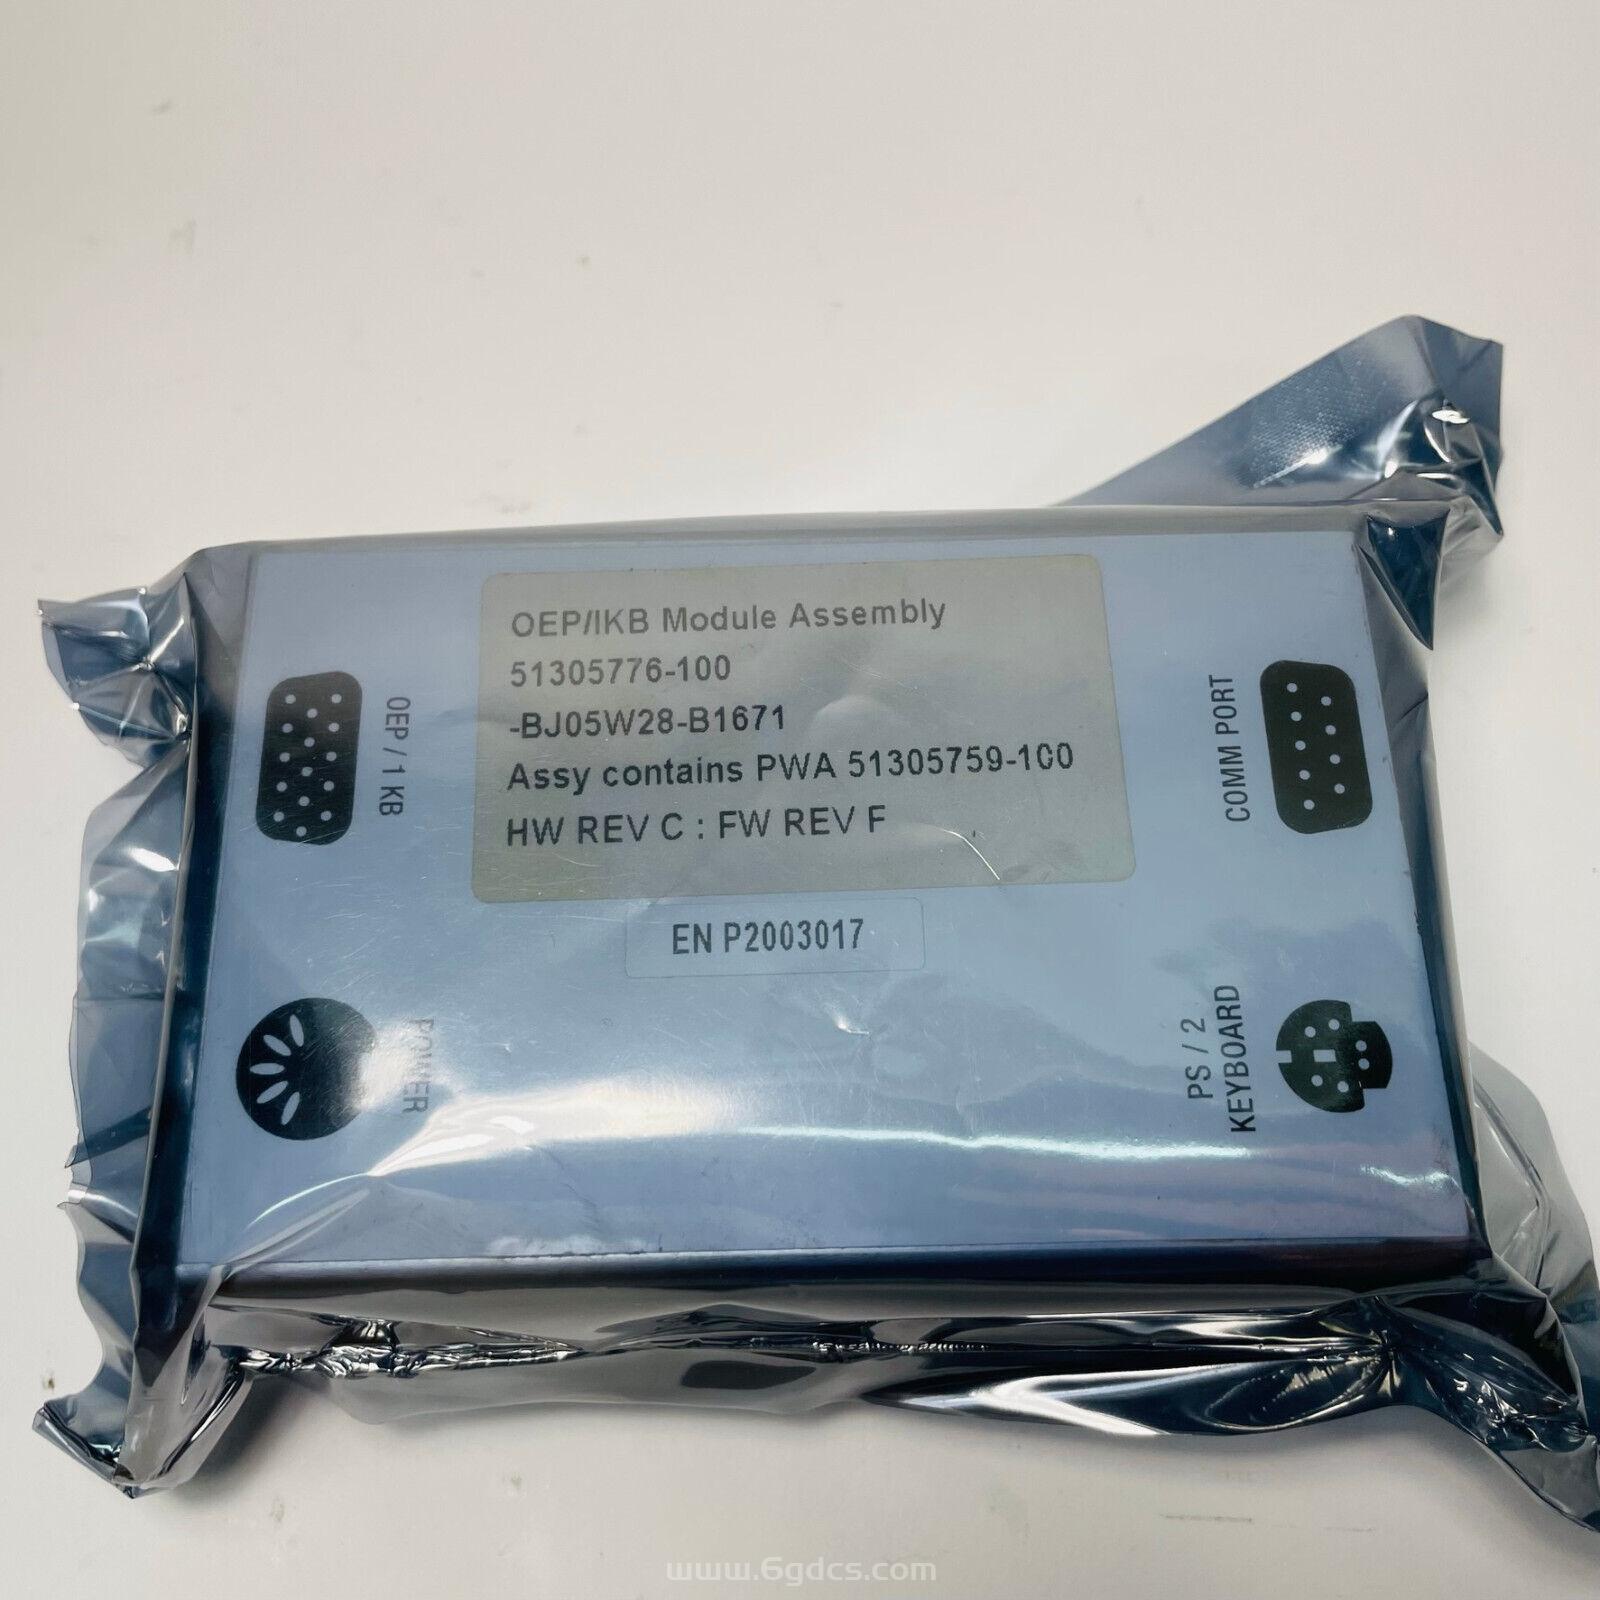 OEP/IKB Module Assembly
51305776-100
-BJ05W28-B1671
Assy contains PWA 51305759-100
HW REV C : FW REV F
EN P2003017
OEP / 1 KB
COMM PORT
POWER
PS / 2
KEYBOARD
www.6gdcs.com